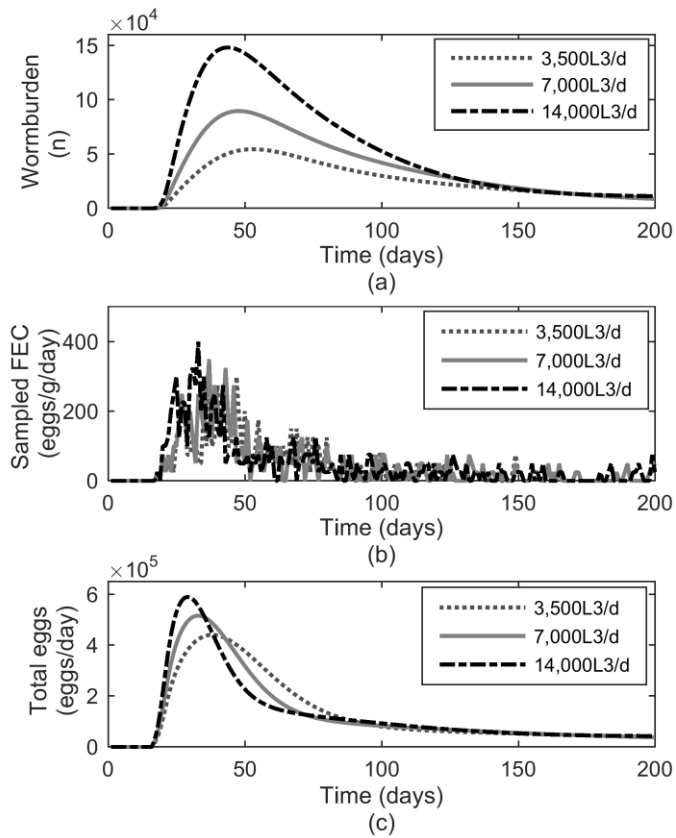 ×10⁴
15
10
5
0
Wormburden
(n)
3,500L3/d
7,000L3/d
14,000L3/d
0 50 100 150 200
Time (days)
(a)
400
200
0
Sampled FEC
(eggs/g/day)
3,500L3/d
7,000L3/d
14,000L3/d
0 50 100 150 200
Time (days)
(b)
×10⁵
6
4
2
0
Total eggs
(eggs/day)
3,500L3/d
7,000L3/d
14,000L3/d
0 50 100 150 200
Time (days)
(c)